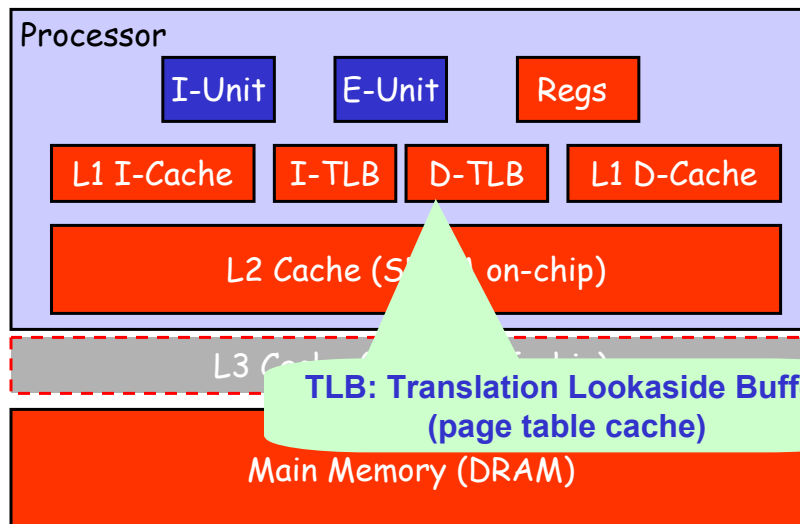 Processor
I-Unit E-Unit Regs
L1 I-Cache I-TLB D-TLB L1 D-Cache
L2 Cache on-chip)
L3
TLB: Translation Lookaside Buff
(page table cache)
Main Memory (DRAM)